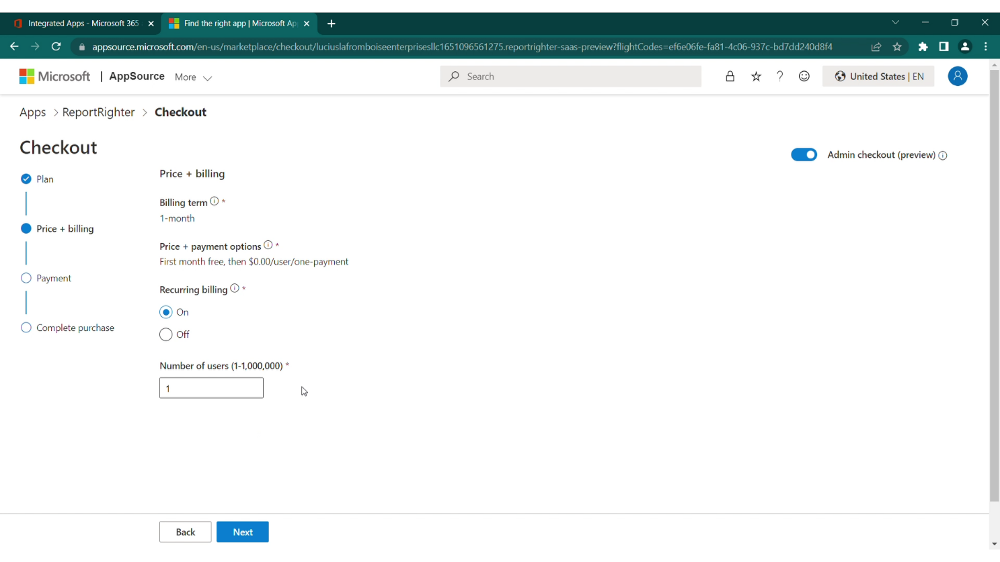 Integrated Apps - Microsoft 365
Find the right app | Microsoft Ap
appsource.microsoft.com/en-us/marketplace/checkout/luciuslafromboiseenterprisesllc1651096561275.reportrighter-saas-preview?flightCodes=ef6e06fe-fa81-4c06-937c-bd7dd240d8f4
Microsoft | AppSource More Search United States | EN
Apps > ReportRighter > Checkout
Checkout
Admin checkout (preview)
Plan
Price + billing
Payment
Complete purchase
Price + billing
Billing term *
1-month
Price + payment options *
First month free, then $0.00/user/one-payment
Recurring billing *
On
Off
Number of users (1-1,000,000) *
1
Back Next